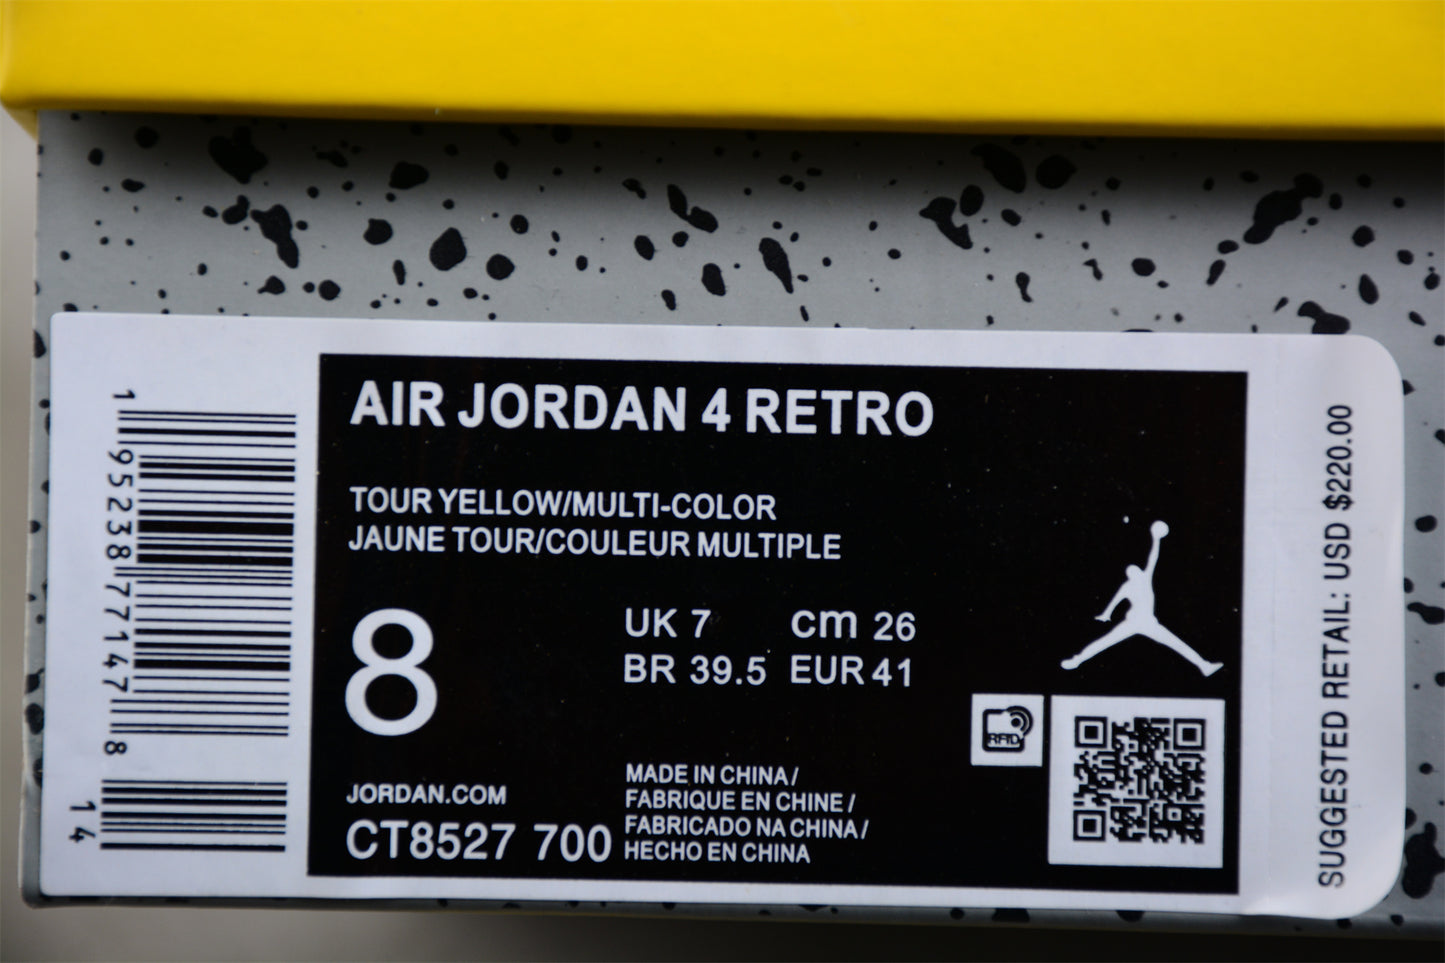 AIR JORDAN 4 RETRO
TOUR YELLOW/MULTI-COLOR
JAUNE TOUR/COULEUR MULTIPLE
8
UK 7 cm 26
BR 39.5 EUR 41
RFID
MADE IN CHINA /
FABRIQUE EN CHINE /
FABRICADO NA CHINA /
HECHO EN CHINA
JORDAN.COM
CT8527 700
1 95238 77147 8
14
SUGGESTED RETAIL: USD $220.00